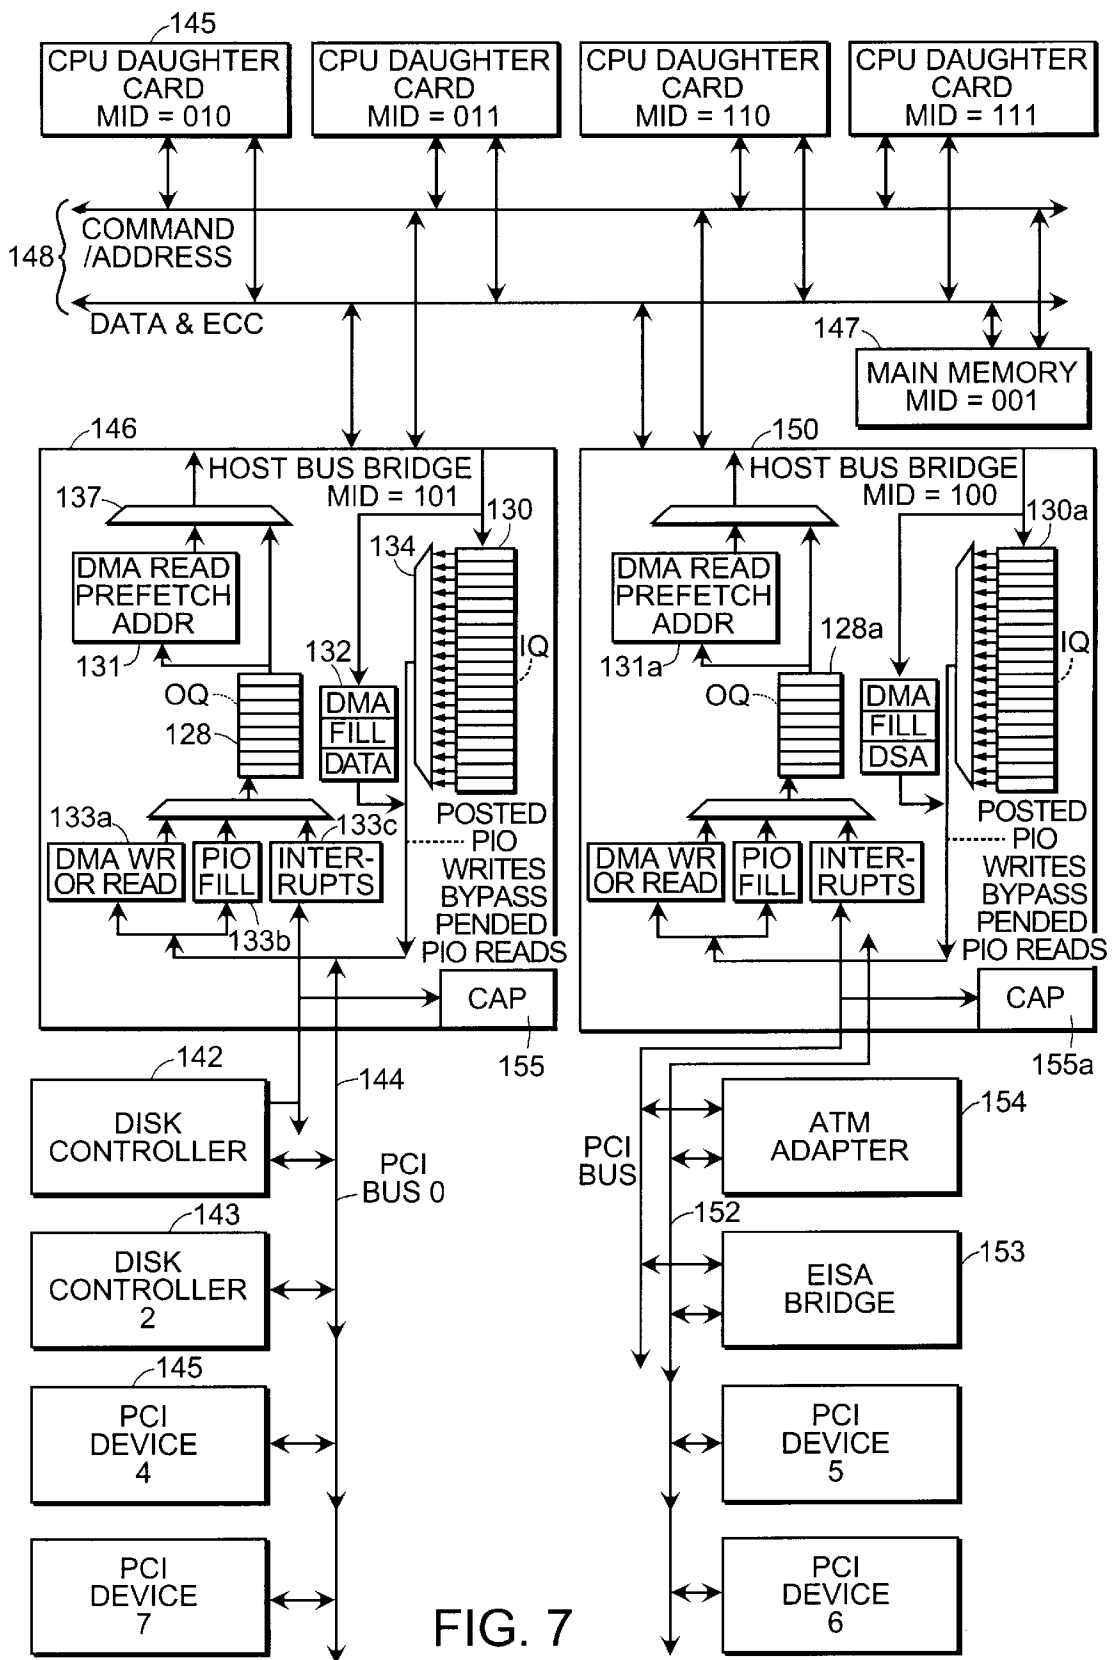 145
CPU DAUGHTER
CARD
MID = 010
CPU DAUGHTER
CARD
MID = 011
CPU DAUGHTER
CARD
MID = 110
CPU DAUGHTER
CARD
MID = 111
148
COMMAND
/ADDRESS
DATA & ECC
147
MAIN MEMORY
MID = 001
146
HOST BUS BRIDGE
MID = 101
137
130
134
DMA READ
PREFETCH
ADDR
131
132
OQ
128
DMA
FILL
DATA
IQ
133a
133c
DMA WR
OR READ
PIO
FILL
INTER-
RUPTS
133b
POSTED
PIO
WRITES
BYPASS
PENDED
PIO READS
CAP
155
150
HOST BUS BRIDGE
MID = 100
130a
DMA READ
PREFETCH
ADDR
131a
128a
OQ
DMA
FILL
DSA
IQ
DMA WR
OR READ
PIO
FILL
INTER-
RUPTS
POSTED
PIO
WRITES
BYPASS
PENDED
PIO READS
CAP
155a
142
DISK
CONTROLLER
144
PCI
BUS 0
143
DISK
CONTROLLER
2
145
PCI
DEVICE
4
PCI
DEVICE
7
PCI
BUS
152
ATM
ADAPTER
154
EISA
BRIDGE
153
PCI
DEVICE
5
PCI
DEVICE
6
FIG. 7